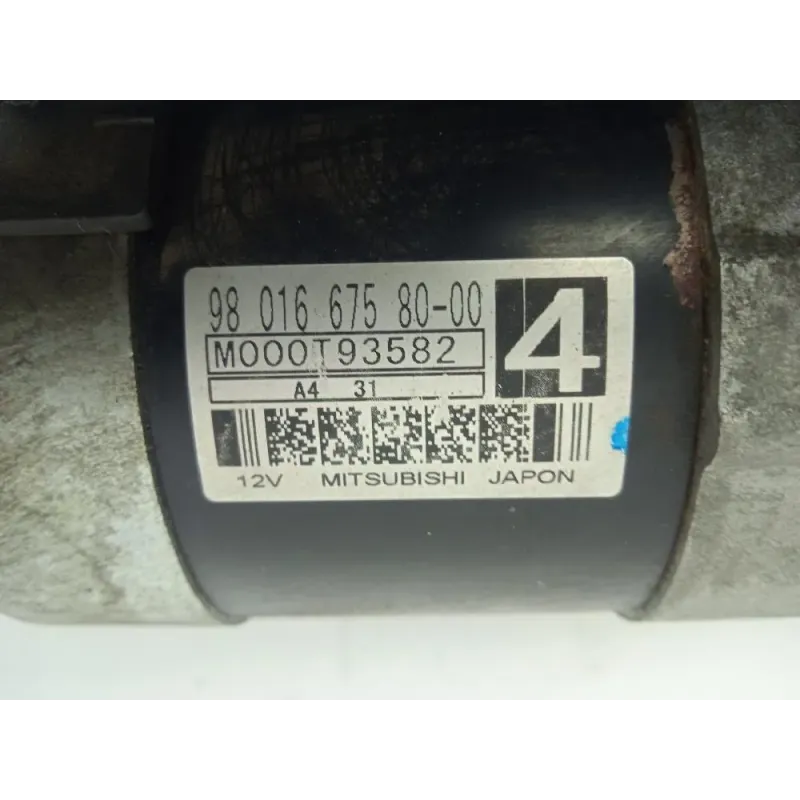 98 016 675 80-00
4
M000T93582
A4 31
12V MITSUBISHI JAPON